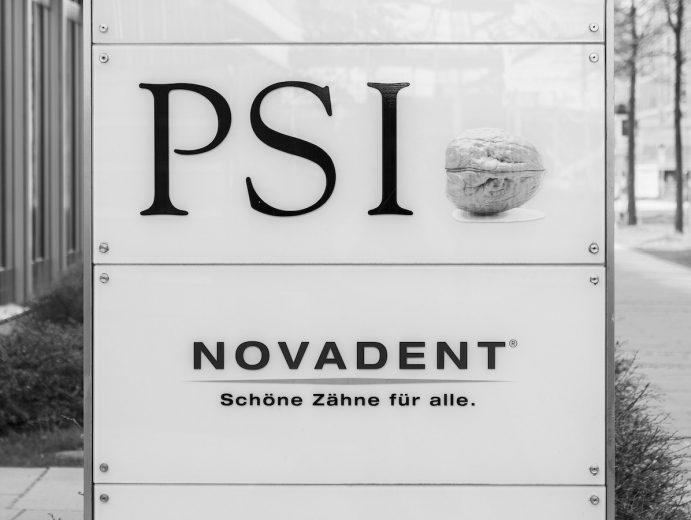 PSI
NOVADENT®
Schöne Zähne für alle.